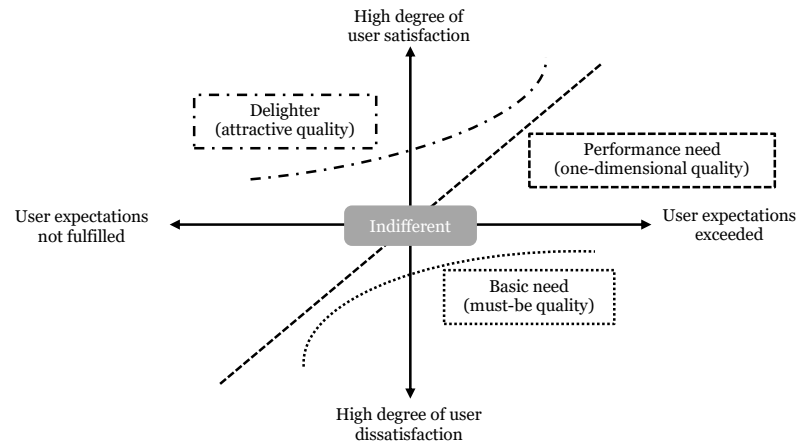 High degree of
user satisfaction
Delighter
(attractive quality)
Performance need
(one-dimensional quality)
User expectations
not fulfilled
Indifferent
User expectations
exceeded
Basic need
(must-be quality)
High degree of user
dissatisfaction